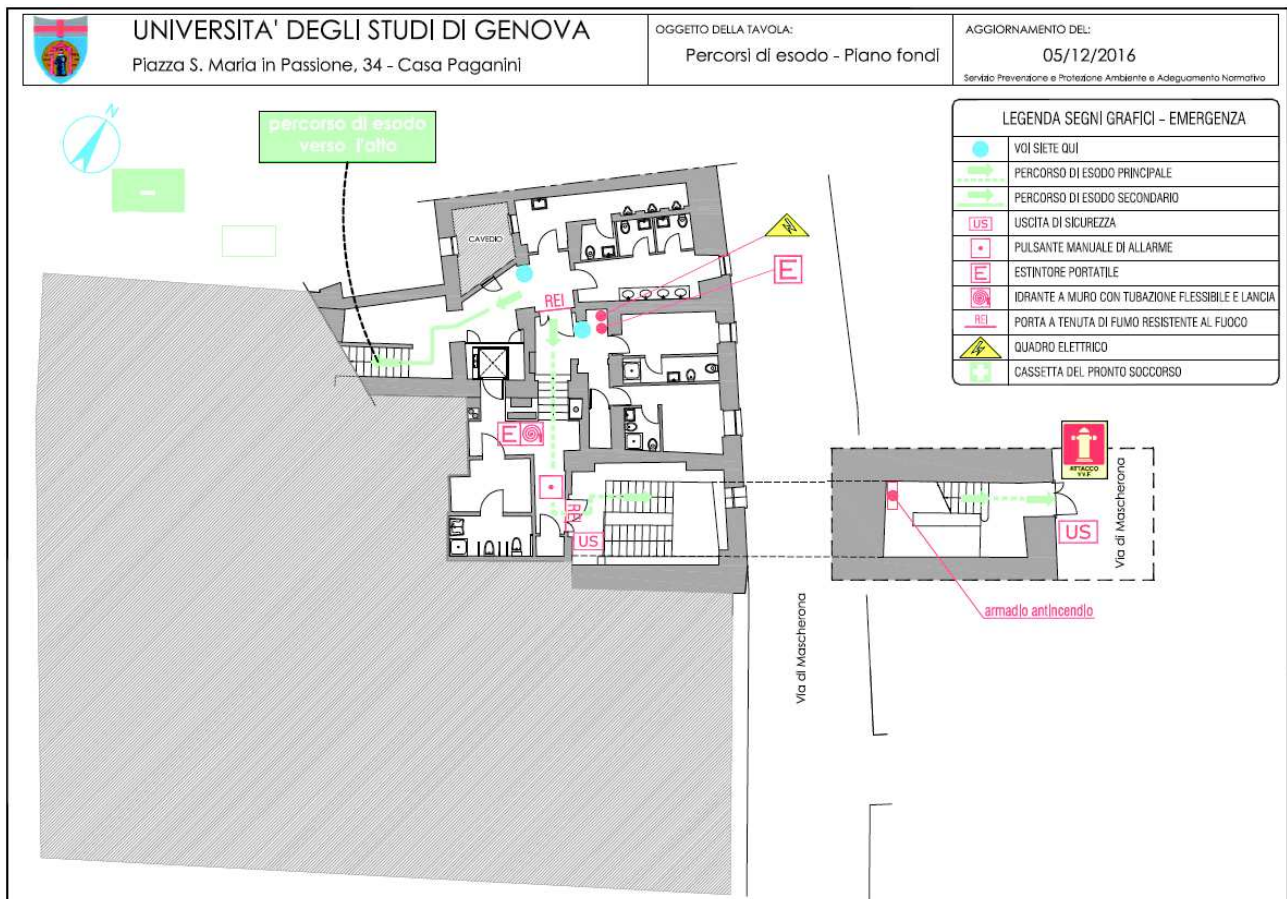 UNIVERSITA' DEGLI STUDI DI GENOVA
Piazza S. Maria in Passione, 34 - Casa Paganini
OGGETTO DELLA TAVOLA:
Percorsi di esodo - Piano fondi
AGGIORNAMENTO DEL:
05/12/2016
Servizio Prevenzione e Protezione Ambiente e Adeguamento Normativo
N
percorso di esodo
verso l'alto
LEGENDA SEGNI GRAFICI - EMERGENZA
VOI SIETE QUI
PERCORSO DI ESODO PRINCIPALE
PERCORSO DI ESODO SECONDARIO
US USCITA DI SICUREZZA
PULSANTE MANUALE DI ALLARME
E ESTINTORE PORTATILE
IDRANTE A MURO CON TUBAZIONE FLESSIBILE E LANCIA
REI PORTA A TENUTA DI FUMO RESISTENTE AL FUOCO
QUADRO ELETTRICO
CASSETTA DEL PRONTO SOCCORSO
CAVEDIO
E
REI
E
REI
US
ATTACCO
VV.F
US
Via di Mascherona
armadio antincendio
Via di Mascherona